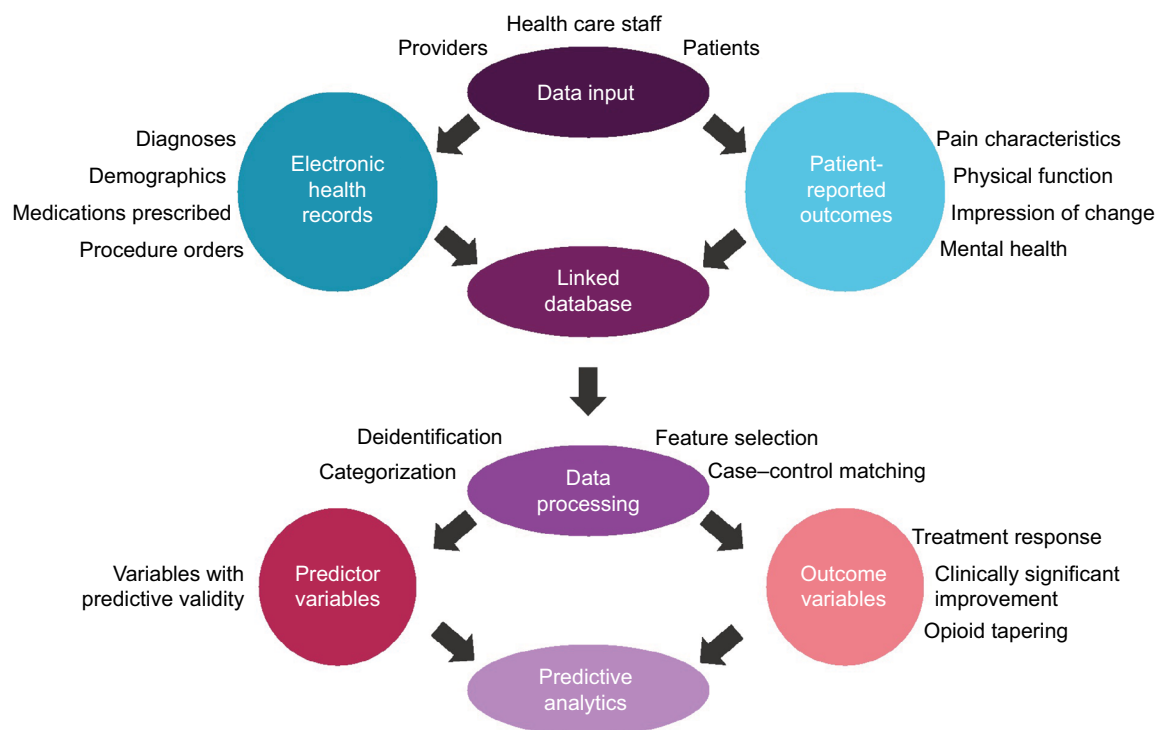 Health care staff
Providers
Patients
Data input
Diagnoses
Demographics
Medications prescribed
Procedure orders
Electronic
health
records
Patient-
reported
outcomes
Pain characteristics
Physical function
Impression of change
Mental health
Linked
database
Deidentification
Categorization
Feature selection
Case–control matching
Data
processing
Variables with
predictive validity
Predictor
variables
Outcome
variables
Treatment response
Clinically significant
improvement
Opioid tapering
Predictive
analytics